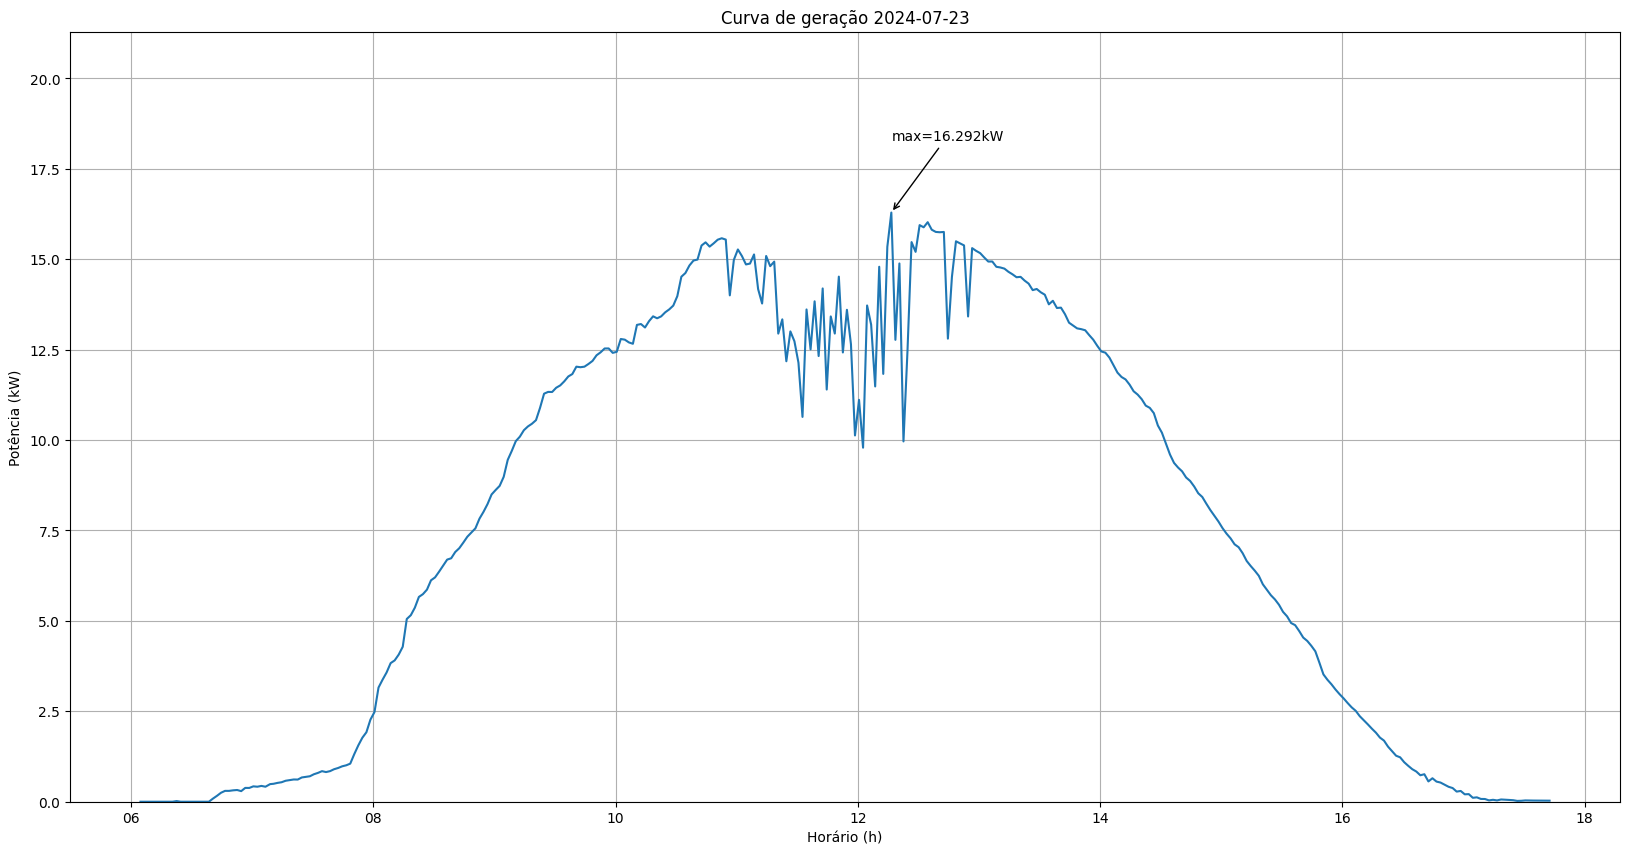 Curva de geração 2024-07-23
Potência (kW)
20.0
17.5
15.0
12.5
10.0
7.5
5.0
2.5
0.0
max=16.292kW
06 08 10 12 14 16 18
Horário (h)